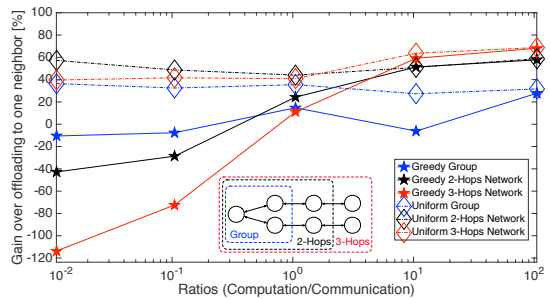 Gain over offloading to one neighbor [%]
100
80
60
40
20
0
-20
-40
-60
-80
-100
-120
Greedy Group
Greedy 2-Hops Network
Greedy 3-Hops Network
Uniform Group
Uniform 2-Hops Network
Uniform 3-Hops Network
Group 2-Hops 3-Hops
10^-2 10^-1 10^0 10^1 10^2
Ratios (Computation/Communication)